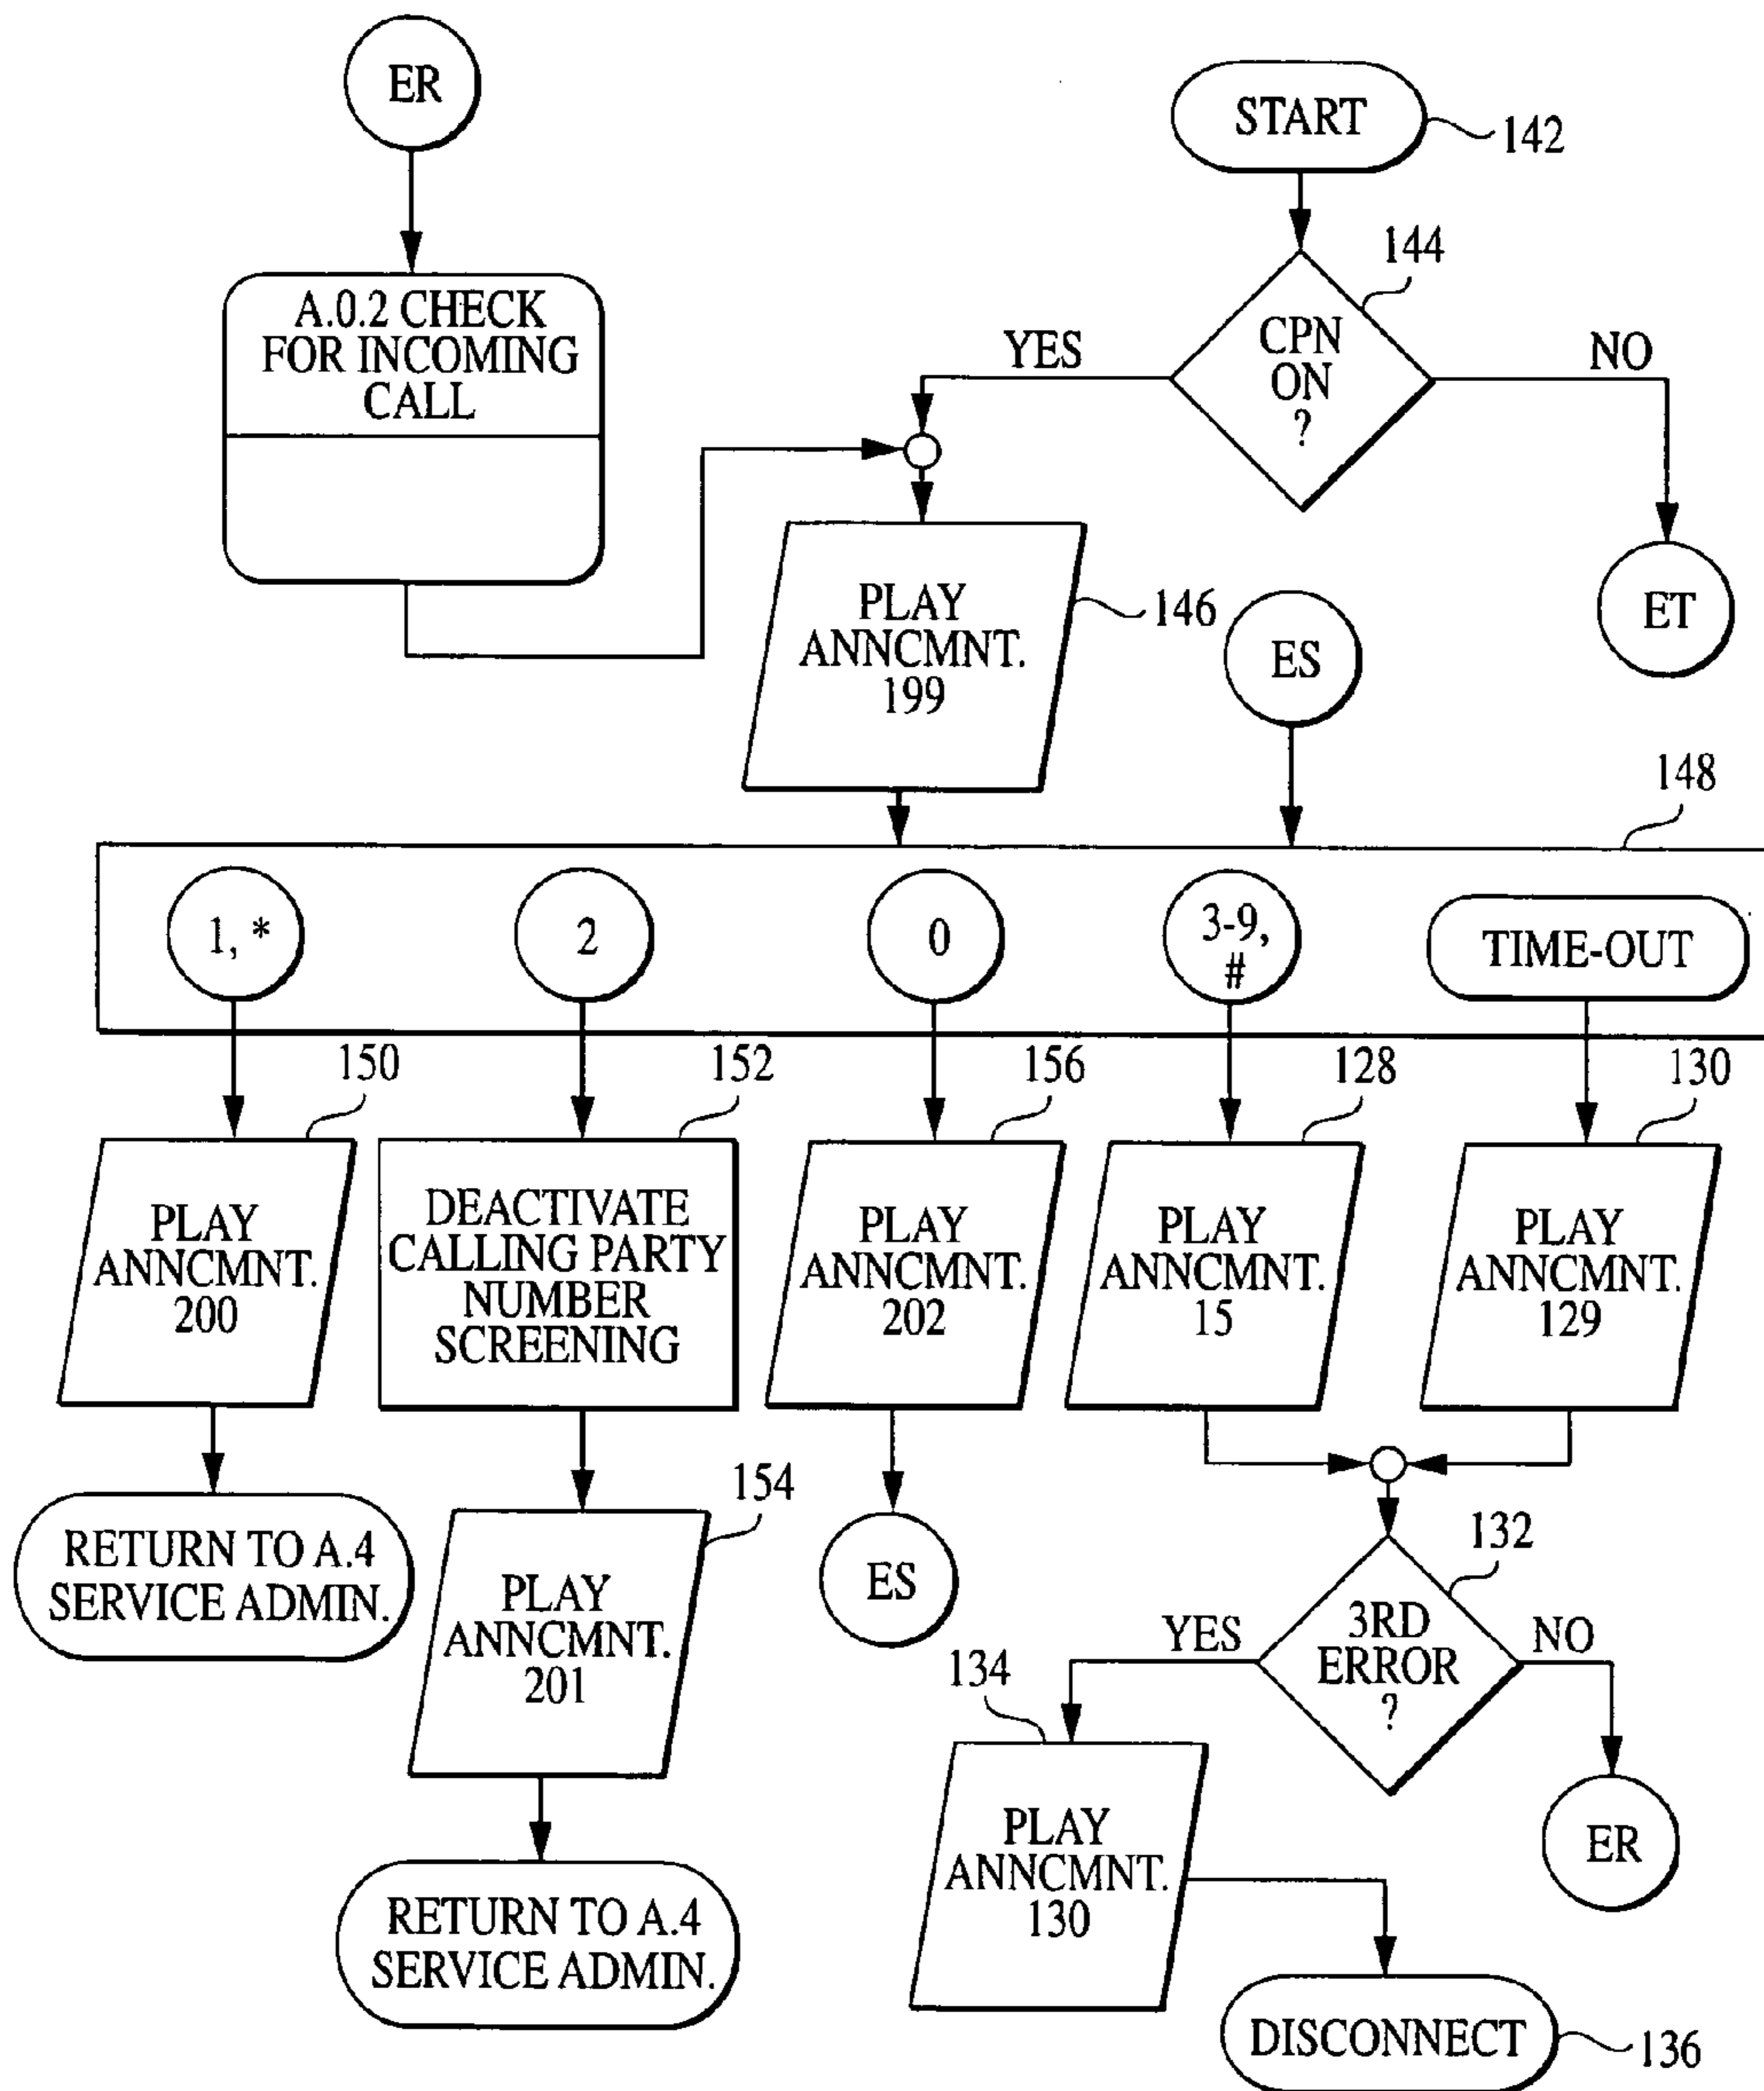 ER
START
142
144
A.0.2 CHECK
FOR INCOMING
CALL
YES
CPN
ON
?
NO
PLAY
ANNCMNT.
199
146
ES
ET
148
1, *
2
0
3-9,
#
TIME-OUT
150
152
156
128
130
PLAY
ANNCMNT.
200
DEACTIVATE
CALLING PARTY
NUMBER
SCREENING
PLAY
ANNCMNT.
202
PLAY
ANNCMNT.
15
PLAY
ANNCMNT.
129
RETURN TO A.4
SERVICE ADMIN.
154
PLAY
ANNCMNT.
201
ES
132
YES
3RD
ERROR
?
NO
134
PLAY
ANNCMNT.
130
ER
RETURN TO A.4
SERVICE ADMIN.
DISCONNECT
136